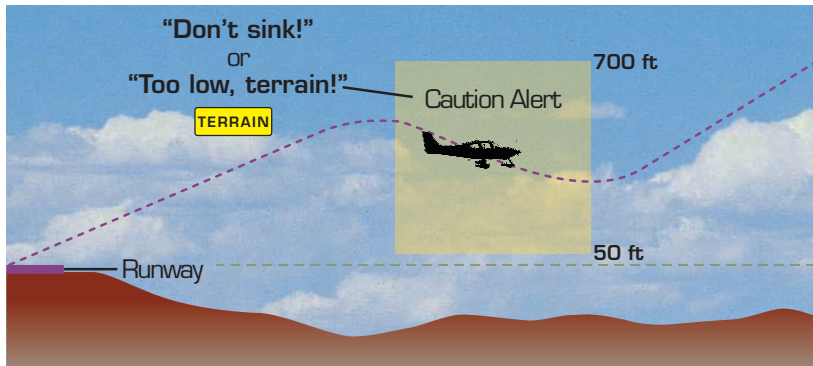 “Don’t sink!”
or
“Too low, terrain!”
TERRAIN
Caution Alert
700 ft
50 ft
Runway